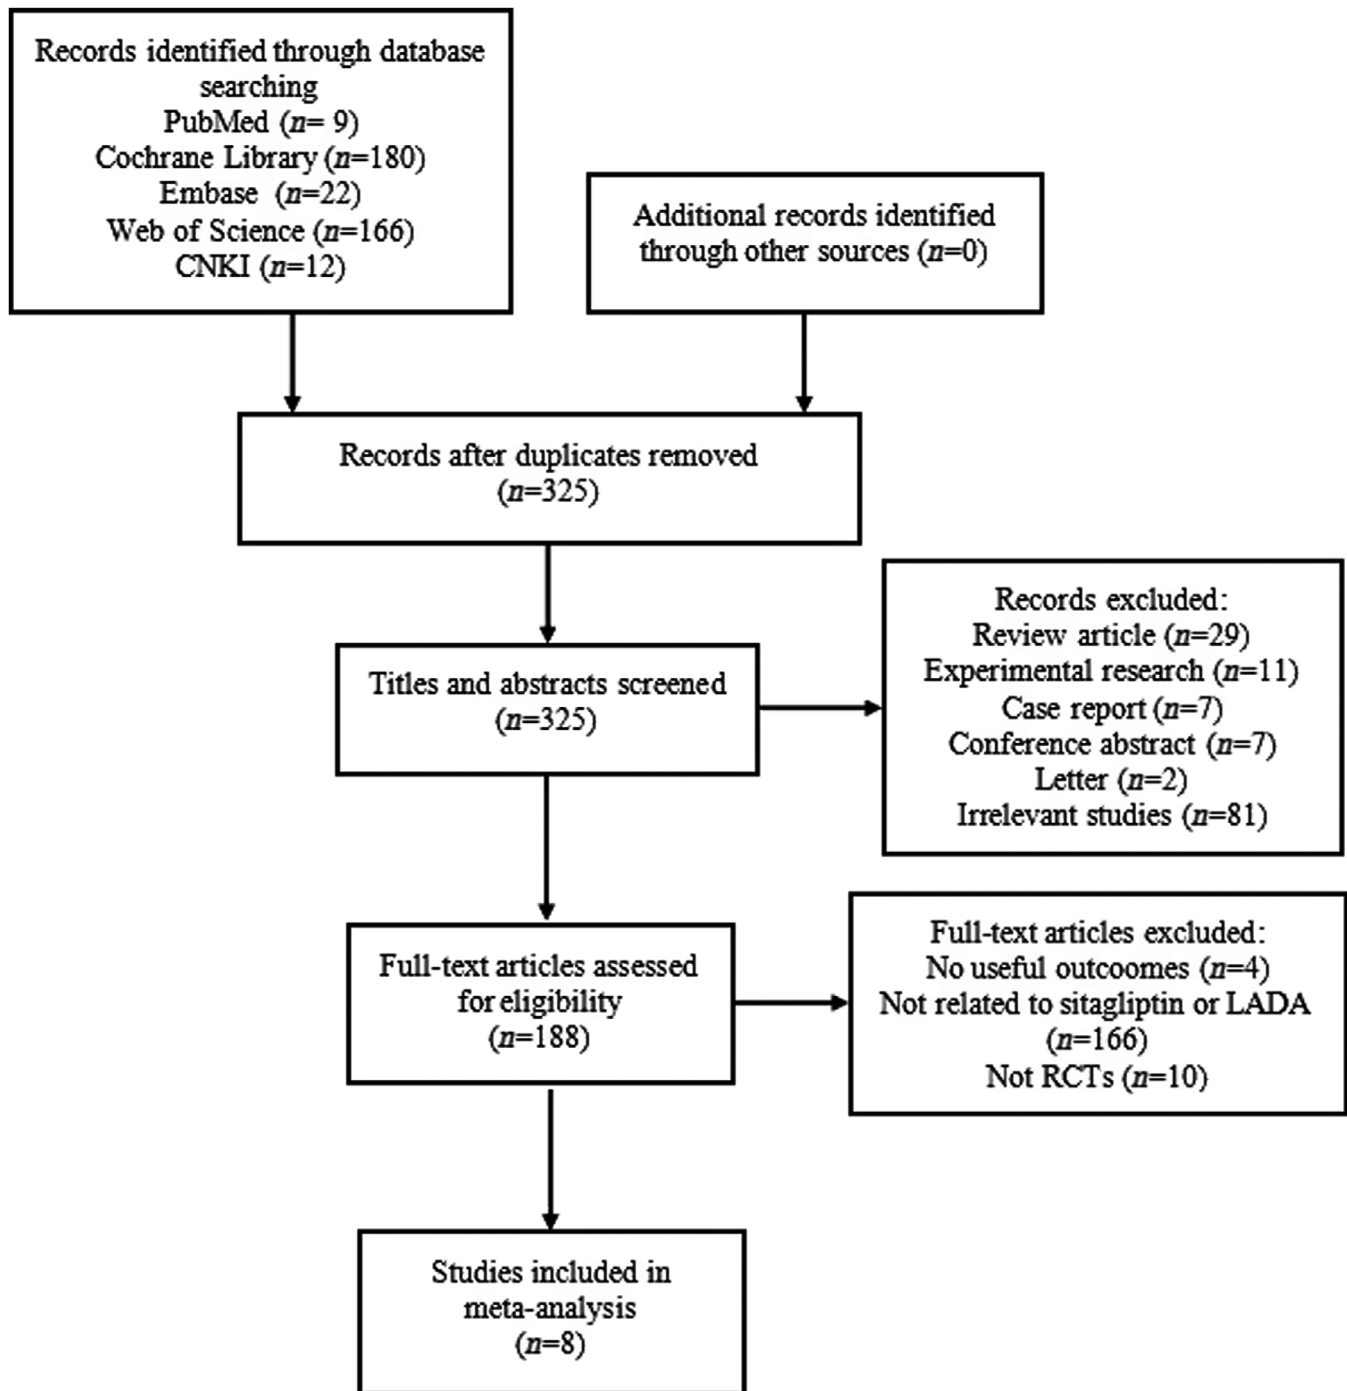 Records identified through database
searching
PubMed (n= 9)
Cochrane Library (n=180)
Embase (n=22)
Web of Science (n=166)
CNKI (n=12)
Additional records identified
through other sources (n=0)
Records after duplicates removed
(n=325)
Titles and abstracts screened
(n=325)
Records excluded:
Review article (n=29)
Experimental research (n=11)
Case report (n=7)
Conference abstract (n=7)
Letter (n=2)
Irrelevant studies (n=81)
Full-text articles assessed
for eligibility
(n=188)
Full-text articles excluded:
No useful outcoomes (n=4)
Not related to sitagliptin or LADA
(n=166)
Not RCTs (n=10)
Studies included in
meta-analysis
(n=8)